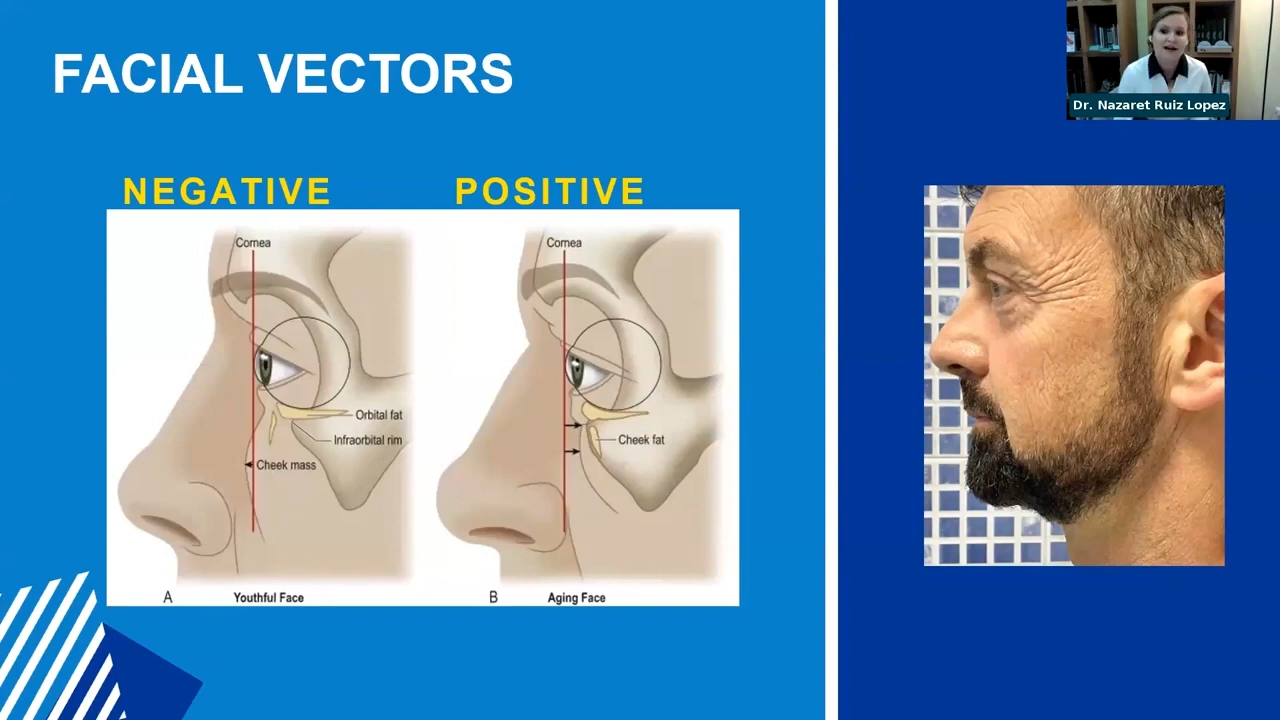 FACIAL VECTORS
Dr. Nazaret Ruiz Lopez
NEGATIVE
POSITIVE
Cornea
Cornea
Orbital fat
Infraorbital rim
Cheek mass
Cheek fat
A
Youthful Face
B
Aging Face